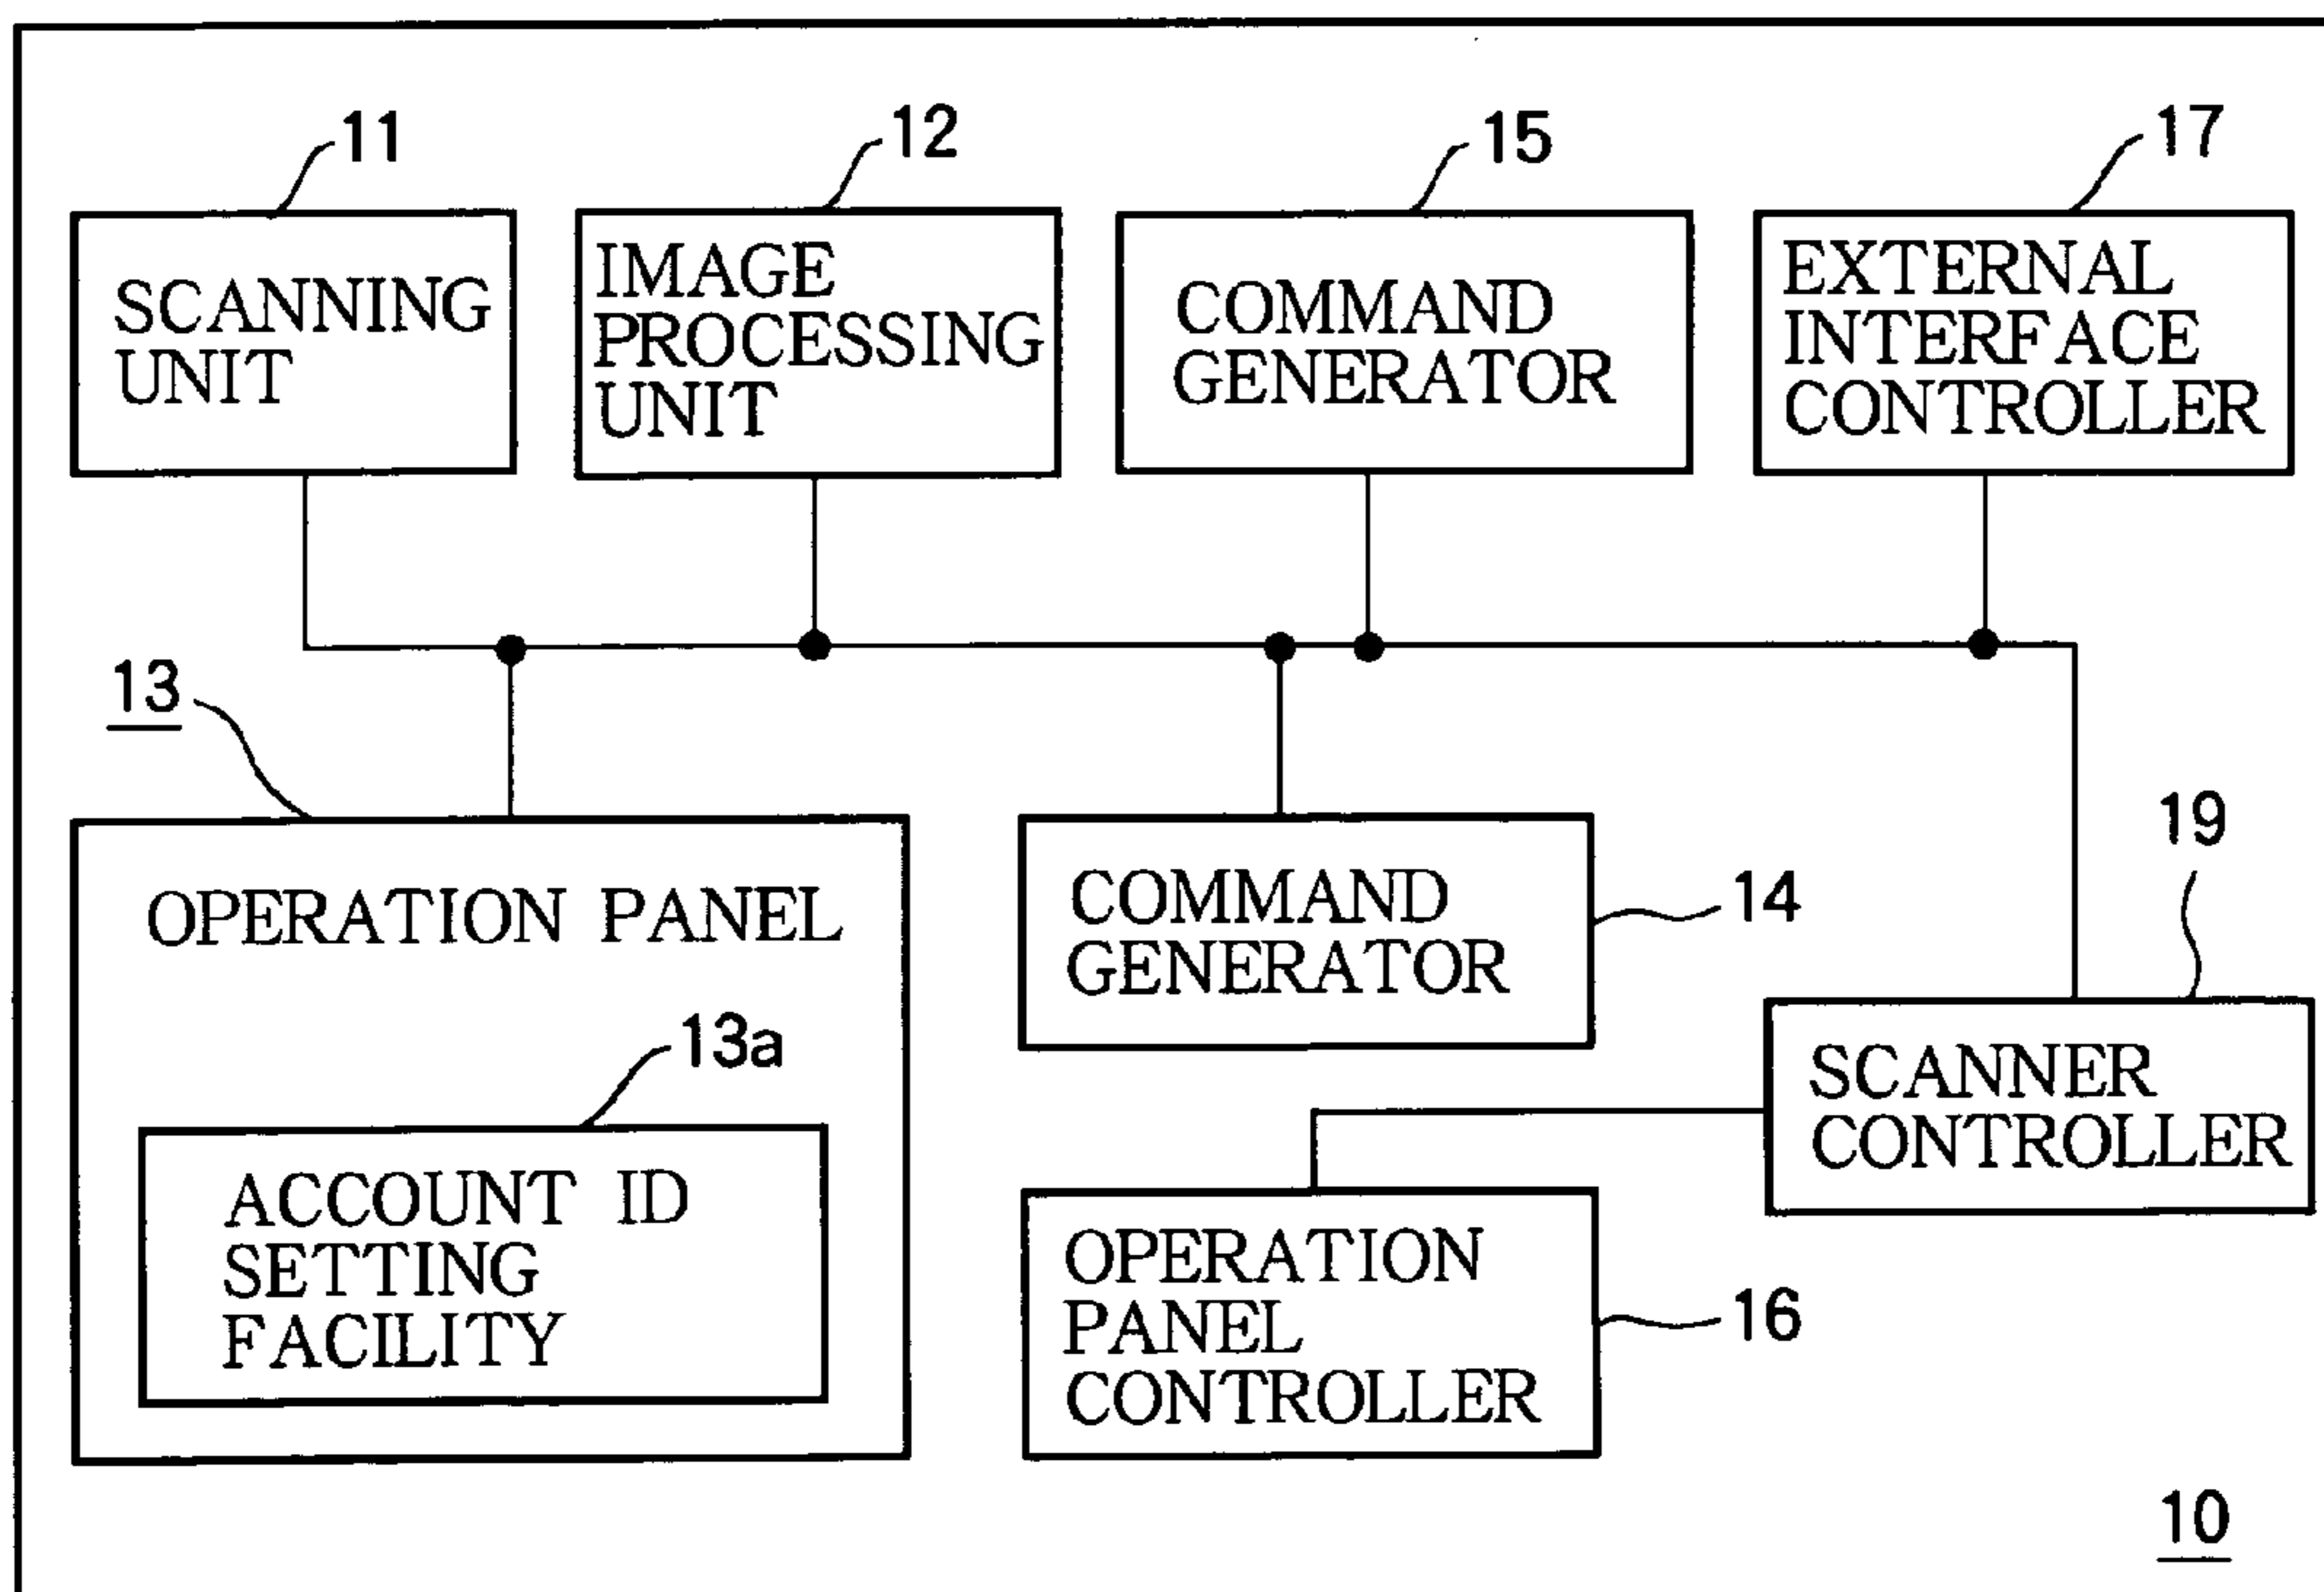 11
12
15
17
SCANNING
UNIT
IMAGE
PROCESSING
UNIT
COMMAND
GENERATOR
EXTERNAL
INTERFACE
CONTROLLER
13
OPERATION PANEL
13a
ACCOUNT ID
SETTING
FACILITY
COMMAND
GENERATOR
14
19
SCANNER
CONTROLLER
OPERATION
PANEL
CONTROLLER
16
10